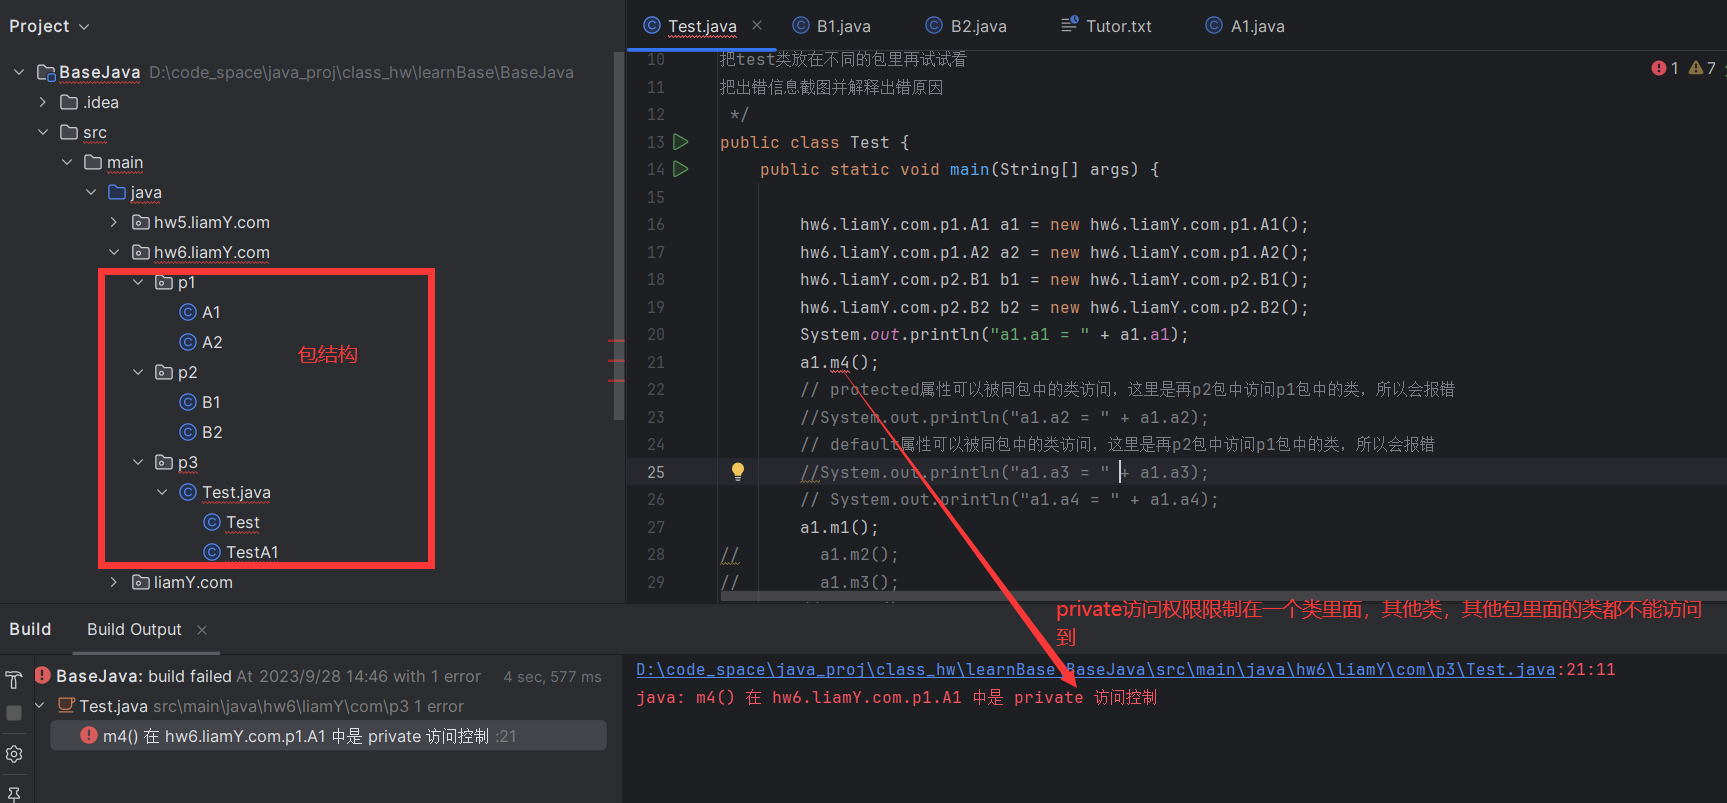 Project
BaseJava D:\code_space\java_proj\class_hw\learnBase\BaseJava
.idea
src
main
java
hw5.liamY.com
hw6.liamY.com
p1
A1
A2
包结构
p2
B1
B2
p3
Test.java
Test
TestA1
liamY.com
Test.java
B1.java
B2.java
Tutor.txt
A1.java
1 7
10 把test类放在不同的包里再试试看
11 把出错信息截图并解释出错原因
12 */
13 public class Test {
14 public static void main(String[] args) {
15
16 hw6.liamY.com.p1.A1 a1 = new hw6.liamY.com.p1.A1();
17 hw6.liamY.com.p1.A2 a2 = new hw6.liamY.com.p1.A2();
18 hw6.liamY.com.p2.B1 b1 = new hw6.liamY.com.p2.B1();
19 hw6.liamY.com.p2.B2 b2 = new hw6.liamY.com.p2.B2();
20 System.out.println("a1.a1 = " + a1.a1);
21 a1.m4();
22 // protected属性可以被同包中的类访问，这里是再p2包中访问p1包中的类，所以会报错
23 //System.out.println("a1.a2 = " + a1.a2);
24 // default属性可以被同包中的类访问，这里是再p2包中访问p1包中的类，所以会报错
25 //System.out.println("a1.a3 = " + a1.a3);
26 // System.out.println("a1.a4 = " + a1.a4);
27 a1.m1();
28 // a1.m2();
29 // a1.m3();
private访问权限限制在一个类里面，其他类，其他包里面的类都不能访问
到
Build
Build Output
BaseJava: build failed At 2023/9/28 14:46 with 1 error 4 sec, 577 ms
Test.java src\main\java\hw6\liamY\com\p3 1 error
m4() 在 hw6.liamY.com.p1.A1 中是 private 访问控制 :21
D:\code_space\java_proj\class_hw\learnBase\BaseJava\src\main\java\hw6\liamY\com\p3\Test.java:21:11
java: m4() 在 hw6.liamY.com.p1.A1 中是 private 访问控制